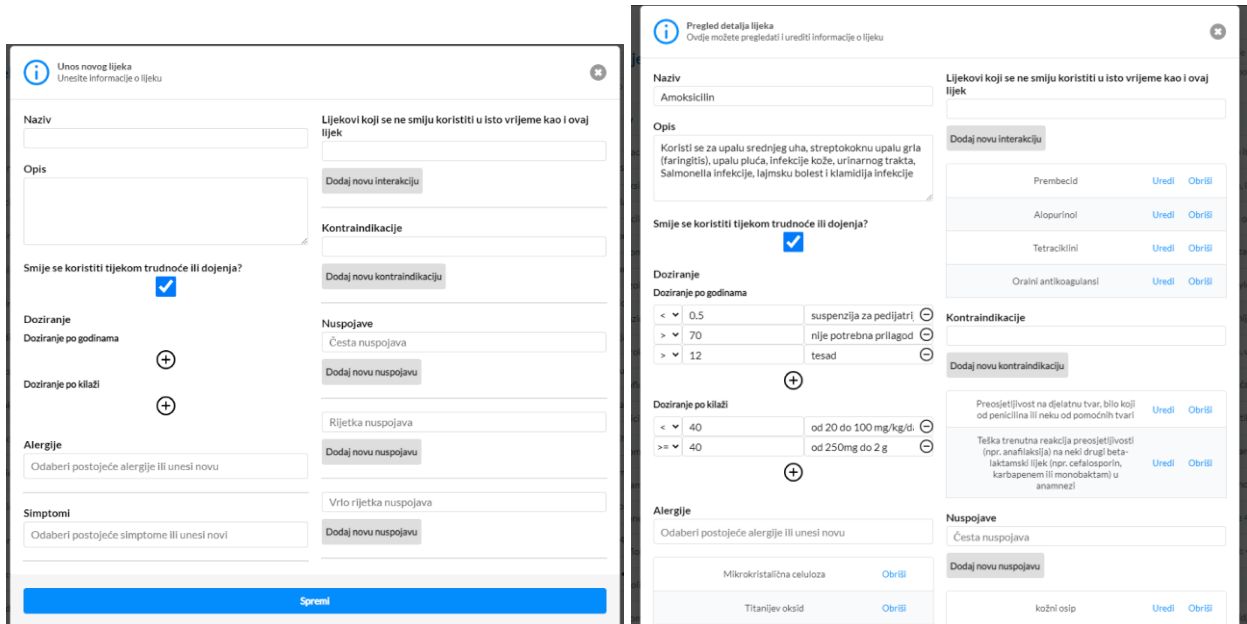 Unos novog lijeka
Unesite informacije o lijeku
Naziv
Opis
Smije se koristiti tijekom trudnoće ili dojenja?
Doziranje
Doziranje po godinama
Doziranje po kilaži
Alergije
Odaberi postojeće alergije ili unesi novu
Simptomi
Odaberi postojeće simptome ili unesi novi
Lijekovi koji se ne smiju koristiti u isto vrijeme kao i ovaj
lijek
Dodaj novu interakciju
Kontraindikacije
Dodaj novu kontraindikaciju
Nuspojave
Česta nuspojava
Dodaj novu nuspojavu
Rijetka nuspojava
Dodaj novu nuspojavu
Vrlo rijetka nuspojava
Dodaj novu nuspojavu
Spremi
Pregled detalja lijeka
Ovdje možete pregledati i urediti informacije o lijeku
Naziv
Amoksicilin
Opis
Koristi se za upalu srednjeg uha, streptokoknu upalu grla
(faringitis), upalu pluća, infekcije kože, urinarnog trakta,
Salmonella infekcije, lajmsku bolest i klamidija infekcije
Smije se koristiti tijekom trudnoće ili dojenja?
Doziranje
Doziranje po godinama
< 0.5 suspenzija za pedijatrij
> 70 nije potrebna prilagod
> 12 tesad
Doziranje po kilaži
< 40 od 20 do 100 mg/kg/da
>= 40 od 250mg do 2 g
Alergije
Odaberi postojeće alergije ili unesi novu
Mikrokristalična celuloza Obriši
Titanijev oksid Obriši
Lijekovi koji se ne smiju koristiti u isto vrijeme kao i ovaj
lijek
Dodaj novu interakciju
Prembecid Uredi Obriši
Alopurinol Uredi Obriši
Tetraciklini Uredi Obriši
Oralni antikoagulansi Uredi Obriši
Kontraindikacije
Dodaj novu kontraindikaciju
Preosjetljivost na djelatnu tvar, bilo koji
od penicilina ili neku od pomoćnih tvari Uredi Obriši
Teška trenutna reakcija preosjetljivosti
(npr. anafilaksija) na neki drugi beta-
laktamski lijek (npr. cefalosporin, Uredi Obriši
karbapenem ili monobaktam) u
anamnezi
Nuspojave
Česta nuspojava
Dodaj novu nuspojavu
kožni osip Uredi Obriši